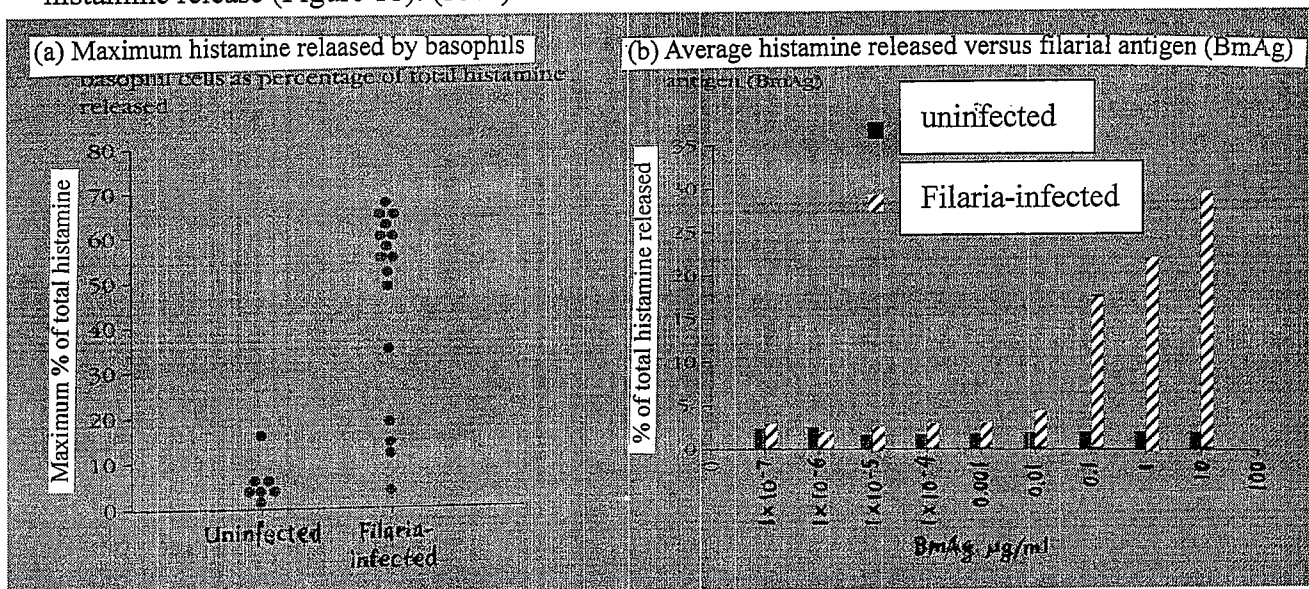 histamine release (Figure
(a) Maximum histamine relaased by basophils
basophil cells as percentage of total histamine
released
Maximum % of total histamine
80
70
60
50
40
30
20
10
0
Uninfected
Filaria-
infected
(b) Average histamine released versus filarial antigen (BmAg)
antigen (BmAg)
uninfected
Filaria-infected
% of total histamine released
35
30
25
20
15
10
5
0
0
1x10-7
1x10-6
1x10-5
1x10-4
0.001
0.01
0.1
1
10
100
BmAg, μg/ml